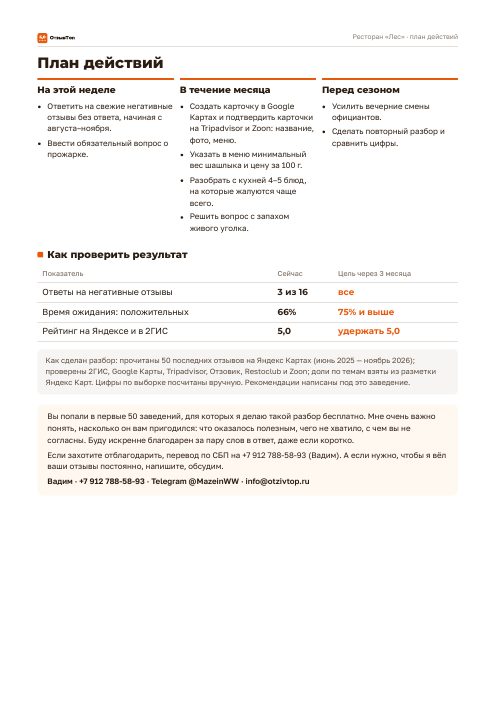 ОтзывТоп
Ресторан «Лес» · план действий
План действий
На этой неделе
• Ответить на свежие негативные
отзывы без ответа, начиная с
августа–ноября.
• Ввести обязательный вопрос о
прожарке.
В течение месяца
• Создать карточку в Google
Картах и подтвердить карточки
на Tripadvisor и Zoon: название,
фото, меню.
• Указать в меню минимальный
вес шашлыка и цену за 100 г.
• Разобрать с кухней 4–5 блюд,
на которые жалуются чаще
всего.
• Решить вопрос с запахом
живого уголка.
Перед сезоном
• Усилить вечерние смены
официантов.
• Сделать повторный разбор и
сравнить цифры.
Как проверить результат
Показатель Сейчас Цель через 3 месяца
Ответы на негативные отзывы 3 из 16 все
Время ожидания: положительных 66% 75% и выше
Рейтинг на Яндексе и в 2ГИС 5,0 удержать 5,0
Как сделан разбор: прочитаны 50 последних отзывов на Яндекс Картах (июнь 2025 — ноябрь 2026);
проверены 2ГИС, Google Карты, Tripadvisor, Отзовик, Restoclub и Zoon; доли по темам взяты из разметки
Яндекс Карт. Цифры по выборке посчитаны вручную. Рекомендации написаны под это заведение.
Вы попали в первые 50 заведений, для которых я делаю такой разбор бесплатно. Мне очень важно
понять, насколько он вам пригодился: что оказалось полезным, чего не хватило, с чем вы не
согласны. Буду искренне благодарен за пару слов в ответ, даже если коротко.
Если захотите отблагодарить, перевод по СБП на +7 912 788-58-93 (Вадим). А если нужно, чтобы я вёл
ваши отзывы постоянно, напишите, обсудим.
Вадим · +7 912 788-58-93 · Telegram @MazeinWW · info@otzivtop.ru